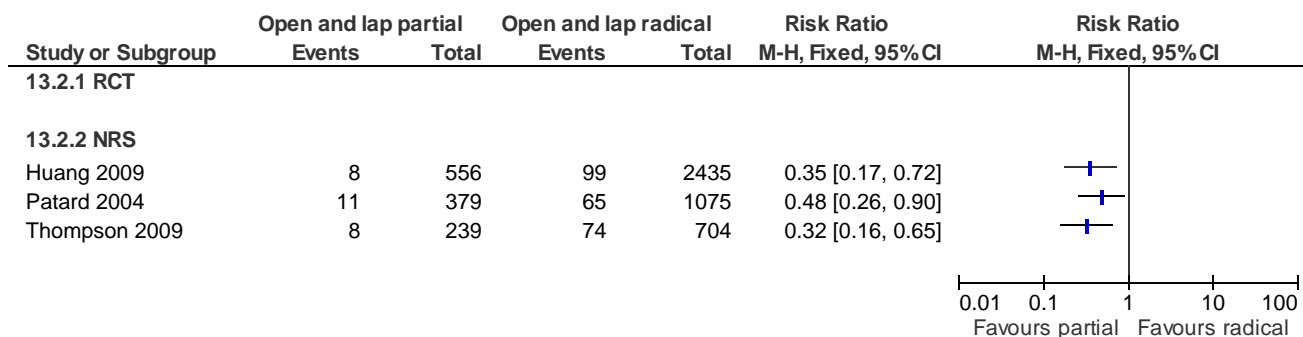 Open and lap partial Open and lap radical Risk Ratio Risk Ratio
Study or Subgroup Events Total Events Total M-H, Fixed, 95% CI M-H, Fixed, 95% CI
13.2.1 RCT
13.2.2 NRS
Huang 2009 8 556 99 2435 0.35 [0.17, 0.72]
Patard 2004 11 379 65 1075 0.48 [0.26, 0.90]
Thompson 2009 8 239 74 704 0.32 [0.16, 0.65]
0.01 0.1 1 10 100
Favours partial Favours radical